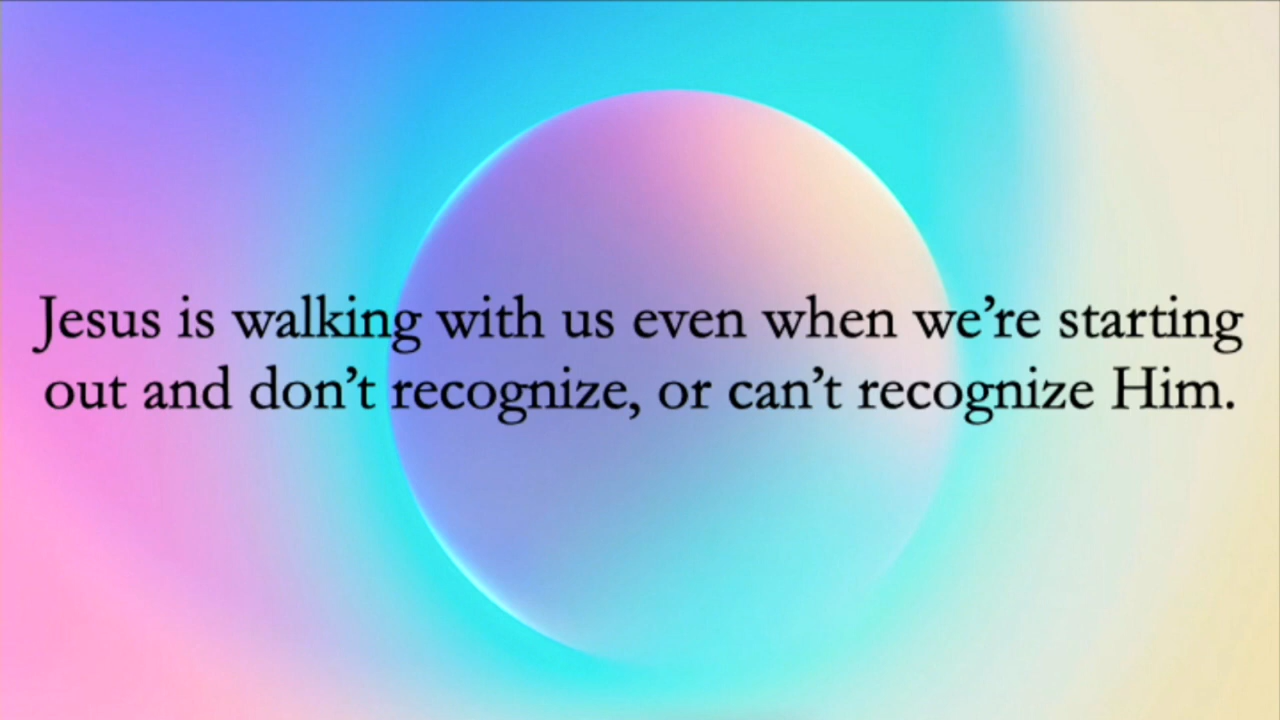 Jesus is walking with us even when we’re starting
out and don’t recognize, or can’t recognize Him.